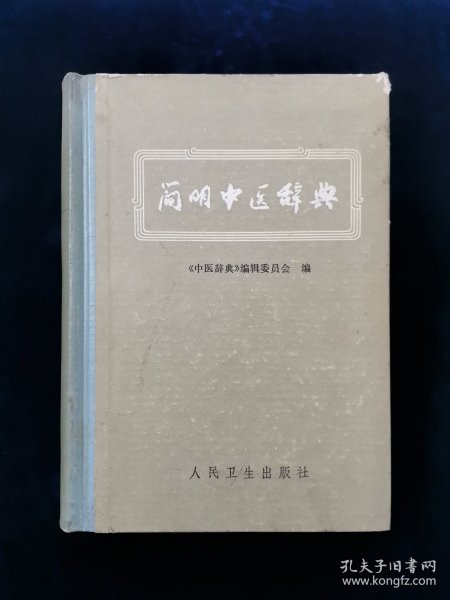 简明中医辞典
《中医辞典》编辑委员会 编
人民卫生出版社
孔夫子旧书网
www.kongfz.com